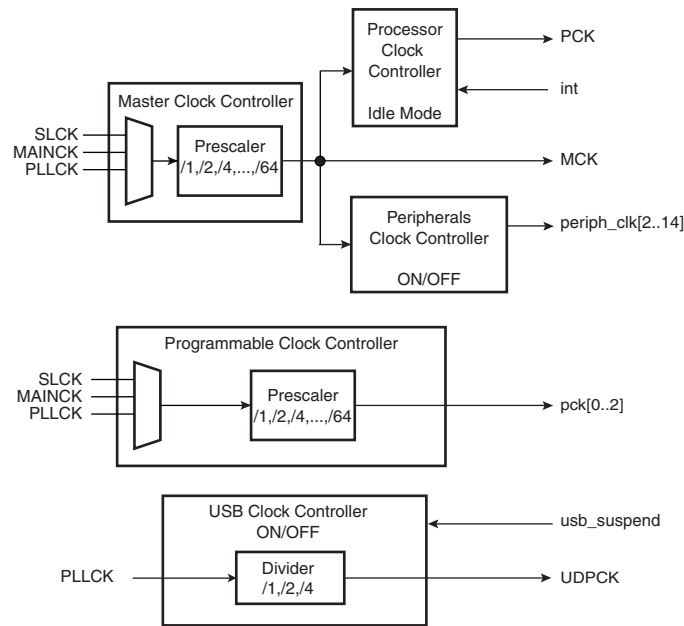 Processor
Clock
Controller
Idle Mode
PCK
int
Master Clock Controller
SLCK
MAINCK
PLLCK
Prescaler
/1,/2,/4,...,/64
MCK
Peripherals
Clock Controller
ON/OFF
periph_clk[2..14]
Programmable Clock Controller
SLCK
MAINCK
PLLCK
Prescaler
/1,/2,/4,...,/64
pck[0..2]
USB Clock Controller
ON/OFF
usb_suspend
PLLCK
Divider
/1,/2,/4
UDPCK